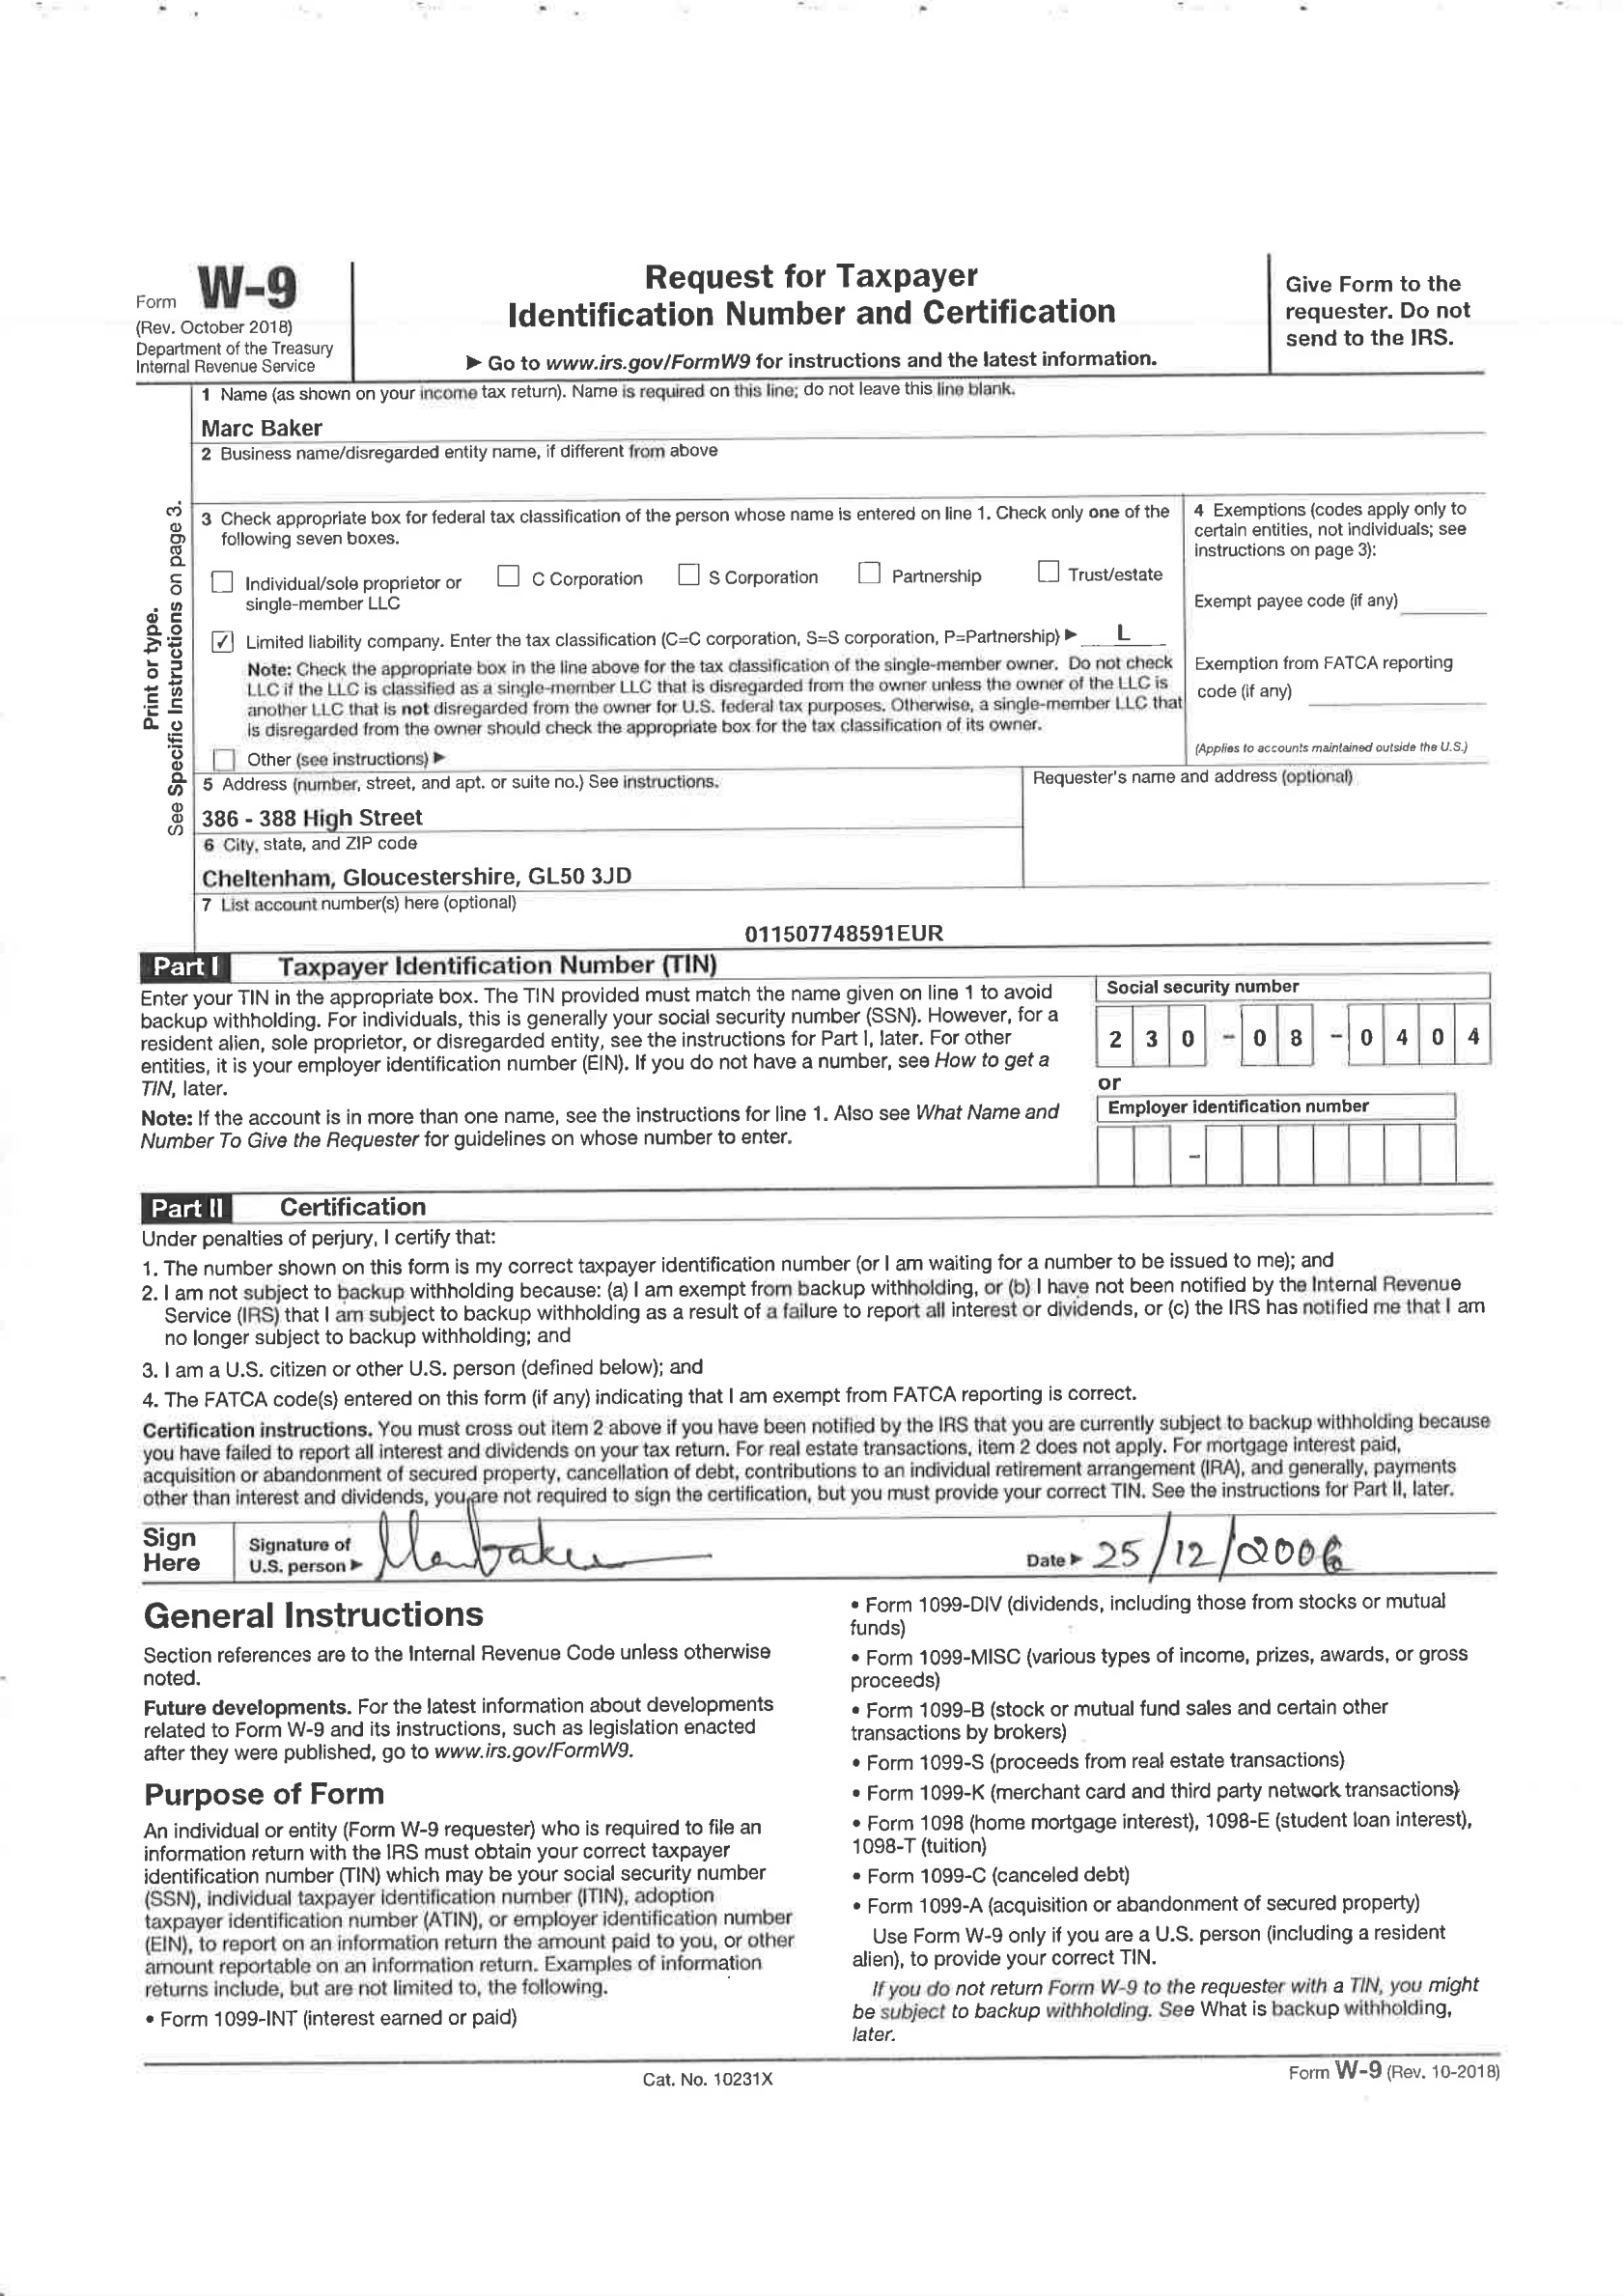 Form W-9
(Rev. October 2018)
Department of the Treasury
Internal Revenue Service
Request for Taxpayer
Identification Number and Certification
▶ Go to www.irs.gov/FormW9 for instructions and the latest information.
Give Form to the
requester. Do not
send to the IRS.
Print or type.
See Specific Instructions on page 3.
1 Name (as shown on your income tax return). Name is required on this line; do not leave this line blank.
Marc Baker
2 Business name/disregarded entity name, if different from above
3 Check appropriate box for federal tax classification of the person whose name is entered on line 1. Check only one of the
following seven boxes.
☐ Individual/sole proprietor or ☐ C Corporation ☐ S Corporation ☐ Partnership ☐ Trust/estate
single-member LLC
☑ Limited liability company. Enter the tax classification (C=C corporation, S=S corporation, P=Partnership) ▶ L
Note: Check the appropriate box in the line above for the tax classification of the single-member owner. Do not check
LLC if the LLC is classified as a single-member LLC that is disregarded from the owner unless the owner of the LLC is
another LLC that is not disregarded from the owner for U.S. federal tax purposes. Otherwise, a single-member LLC that
is disregarded from the owner should check the appropriate box for the tax classification of its owner.
☐ Other (see instructions) ▶
4 Exemptions (codes apply only to
certain entities, not individuals; see
instructions on page 3):
Exempt payee code (if any)
Exemption from FATCA reporting
code (if any)
(Applies to accounts maintained outside the U.S.)
5 Address (number, street, and apt. or suite no.) See instructions.
386 - 388 High Street
Requester's name and address (optional)
6 City, state, and ZIP code
Cheltenham, Gloucestershire, GL50 3JD
7 List account number(s) here (optional)
011507748591EUR
Part I Taxpayer Identification Number (TIN)
Enter your TIN in the appropriate box. The TIN provided must match the name given on line 1 to avoid
backup withholding. For individuals, this is generally your social security number (SSN). However, for a
resident alien, sole proprietor, or disregarded entity, see the instructions for Part I, later. For other
entities, it is your employer identification number (EIN). If you do not have a number, see How to get a
TIN, later.
Note: If the account is in more than one name, see the instructions for line 1. Also see What Name and
Number To Give the Requester for guidelines on whose number to enter.
Social security number
2 3 0 - 0 8 - 0 4 0 4
or
Employer identification number
-
Part II Certification
Under penalties of perjury, I certify that:
1. The number shown on this form is my correct taxpayer identification number (or I am waiting for a number to be issued to me); and
2. I am not subject to backup withholding because: (a) I am exempt from backup withholding, or (b) I have not been notified by the Internal Revenue
Service (IRS) that I am subject to backup withholding as a result of a failure to report all interest or dividends, or (c) the IRS has notified me that I am
no longer subject to backup withholding; and
3. I am a U.S. citizen or other U.S. person (defined below); and
4. The FATCA code(s) entered on this form (if any) indicating that I am exempt from FATCA reporting is correct.
Certification instructions. You must cross out item 2 above if you have been notified by the IRS that you are currently subject to backup withholding because
you have failed to report all interest and dividends on your tax return. For real estate transactions, item 2 does not apply. For mortgage interest paid,
acquisition or abandonment of secured property, cancellation of debt, contributions to an individual retirement arrangement (IRA), and generally, payments
other than interest and dividends, you are not required to sign the certification, but you must provide your correct TIN. See the instructions for Part II, later.
Sign
Here
Signature of
U.S. person ▶
Date ▶ 25/12/2006
General Instructions
Section references are to the Internal Revenue Code unless otherwise
noted.
Future developments. For the latest information about developments
related to Form W-9 and its instructions, such as legislation enacted
after they were published, go to www.irs.gov/FormW9.
Purpose of Form
An individual or entity (Form W-9 requester) who is required to file an
information return with the IRS must obtain your correct taxpayer
identification number (TIN) which may be your social security number
(SSN), individual taxpayer identification number (ITIN), adoption
taxpayer identification number (ATIN), or employer identification number
(EIN), to report on an information return the amount paid to you, or other
amount reportable on an information return. Examples of information
returns include, but are not limited to, the following.
• Form 1099-INT (interest earned or paid)
• Form 1099-DIV (dividends, including those from stocks or mutual
funds)
• Form 1099-MISC (various types of income, prizes, awards, or gross
proceeds)
• Form 1099-B (stock or mutual fund sales and certain other
transactions by brokers)
• Form 1099-S (proceeds from real estate transactions)
• Form 1099-K (merchant card and third party network transactions)
• Form 1098 (home mortgage interest), 1098-E (student loan interest),
1098-T (tuition)
• Form 1099-C (canceled debt)
• Form 1099-A (acquisition or abandonment of secured property)
Use Form W-9 only if you are a U.S. person (including a resident
alien), to provide your correct TIN.
If you do not return Form W-9 to the requester with a TIN, you might
be subject to backup withholding. See What is backup withholding,
later.
Cat. No. 10231X
Form W-9 (Rev. 10-2018)